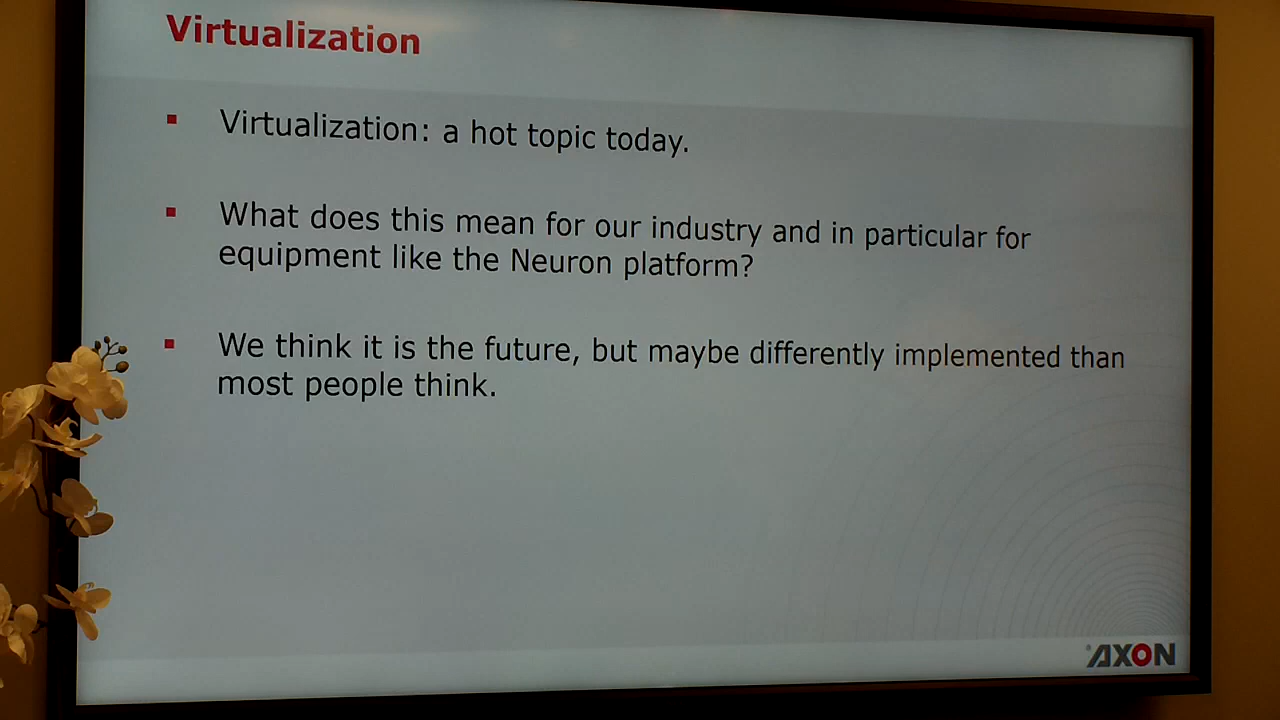 Virtualization
Virtualization: a hot topic today.
What does this mean for our industry and in particular for
equipment like the Neuron platform?
We think it is the future, but maybe differently implemented than
most people think.
AXON